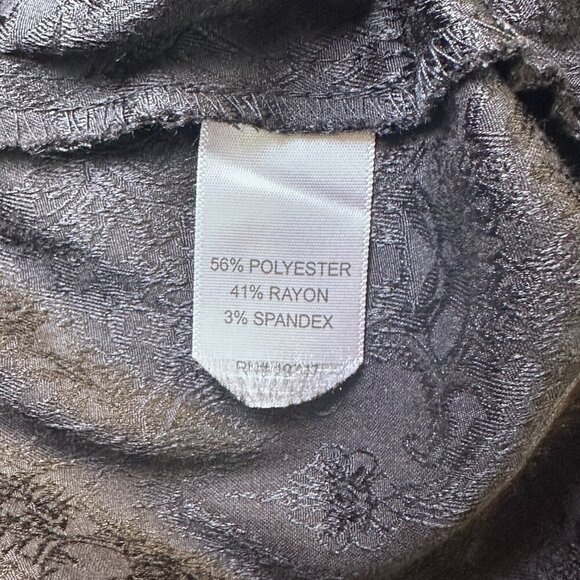 56% POLYESTER
41% RAYON
3% SPANDEX